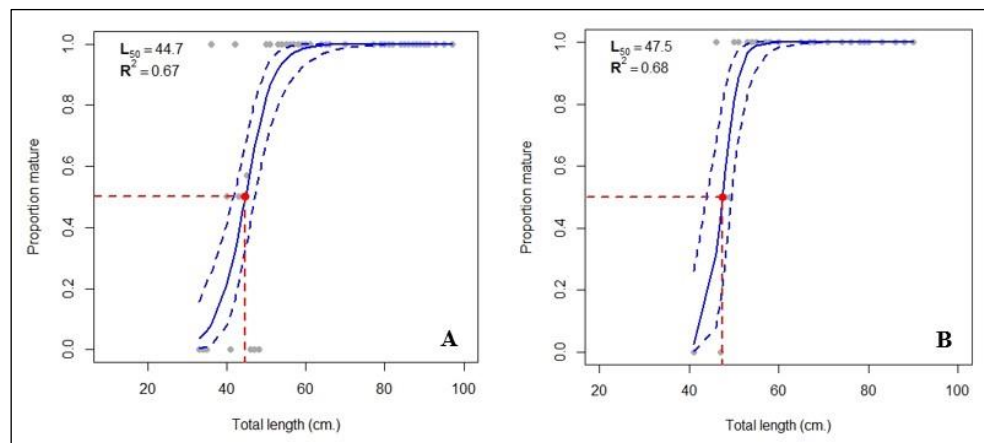 L50 = 44.7
R2 = 0.67
Proportion mature
1.0
0.8
0.6
0.4
0.2
0.0
A
20
40
60
80
100
Total length (cm.)
L50 = 47.5
R2 = 0.68
Proportion mature
1.0
0.8
0.6
0.4
0.2
0.0
B
20
40
60
80
100
Total length (cm.)